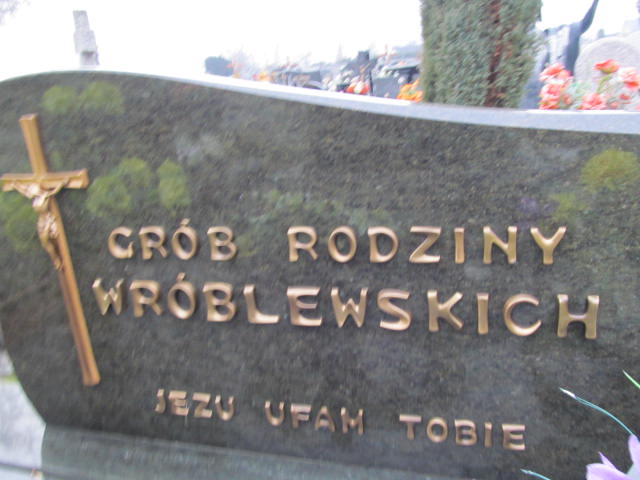 GRÓB RODZINY
WRÓBLEWSKICH
JEZU UFAM TOBIE